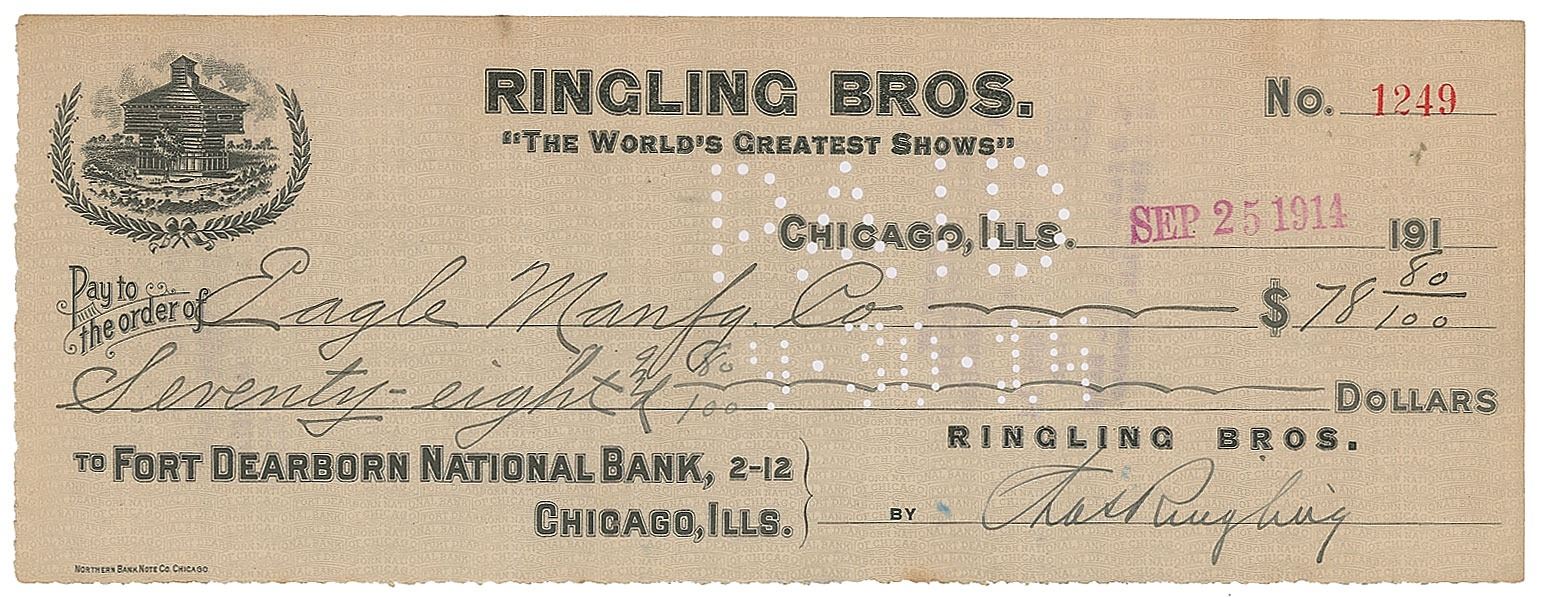 RINGLING BROS.
No. 1249
"THE WORLD'S GREATEST SHOWS"
PAID
CHICAGO, ILLS. SEP 25 1914 191
Pay to the order of Eagle Manfg. Co $ 78 80/100
Seventy-eight & 80/100 DOLLARS
RINGLING BROS.
TO FORT DEARBORN NATIONAL BANK, 2-12
CHICAGO, ILLS.
BY Chas Ringling
NORTHERN BANK NOTE CO. CHICAGO